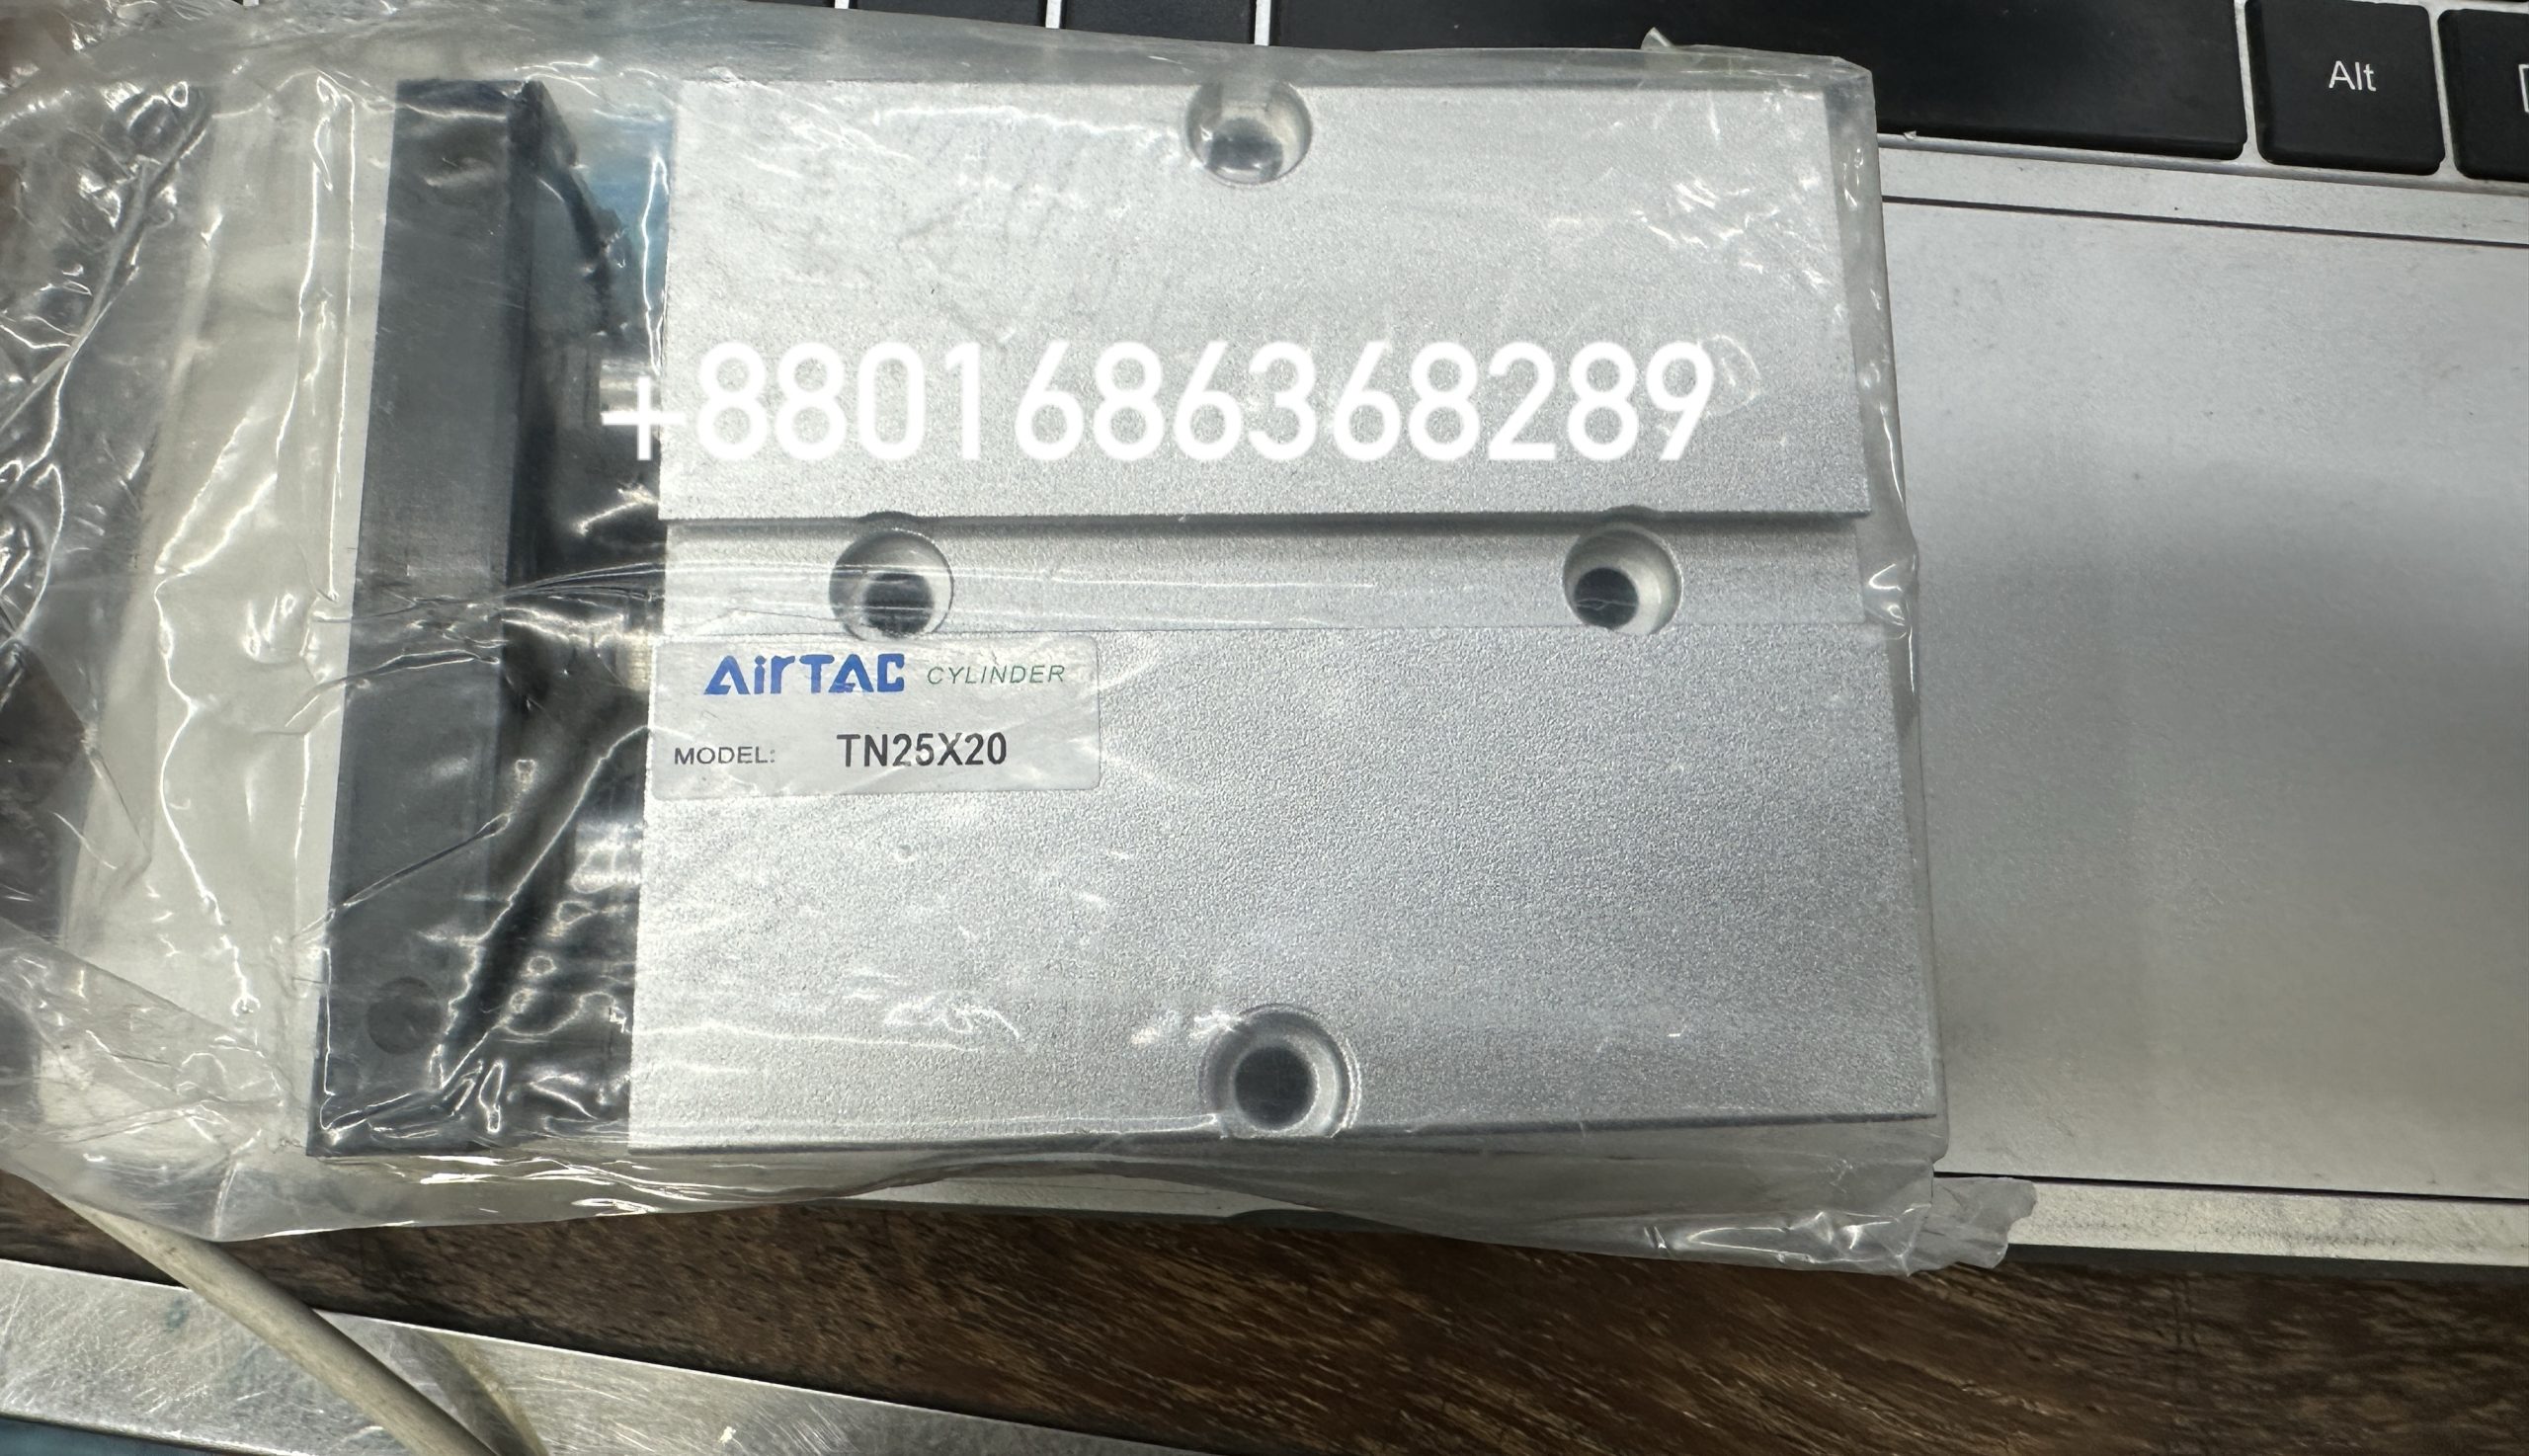 Alt
+8801686368289
AirTAC CYLINDER
MODEL: TN25X20